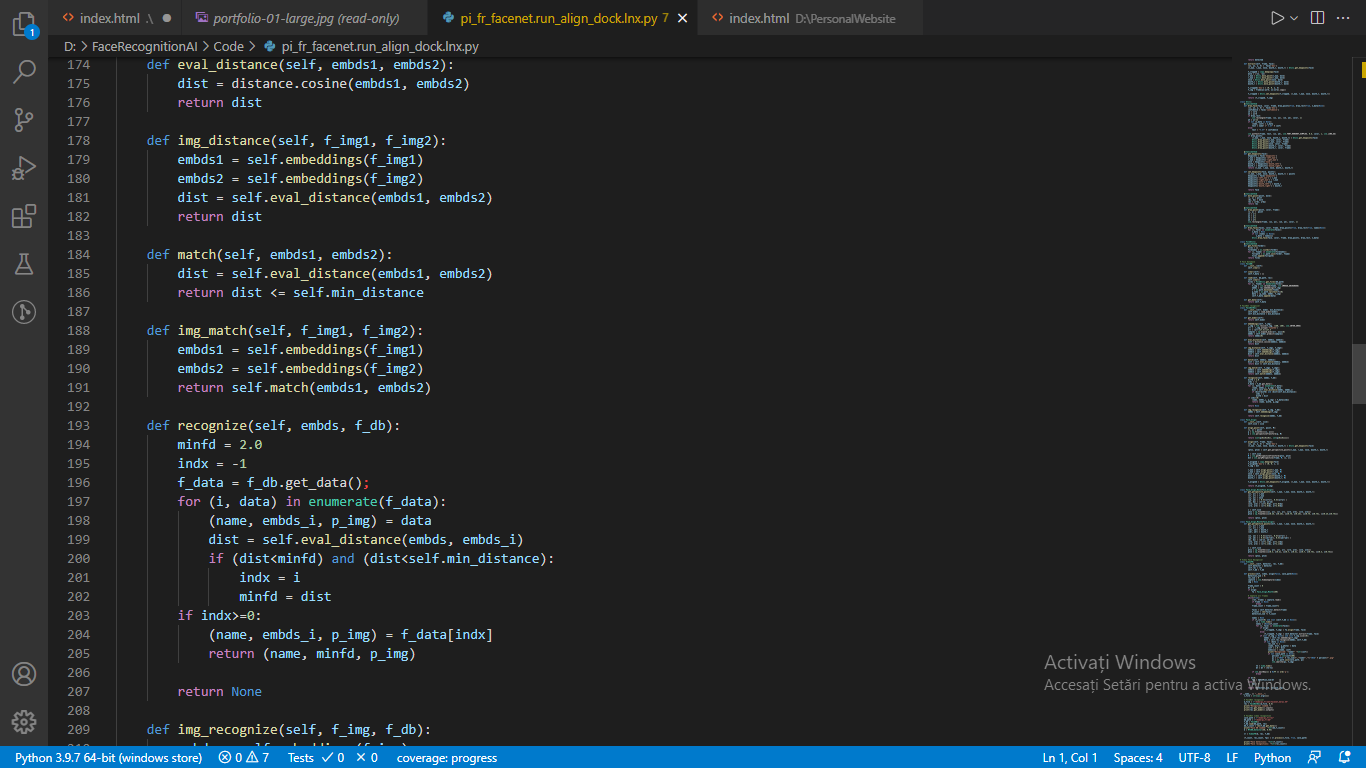 index.html .\ ●
portfolio-01-large.jpg (read-only)
pi_fr_facenet.run_align_dock.lnx.py 7 ✕
index.html D:\PersonalWebsite
1
D: > FaceRecognitionAI > Code > pi_fr_facenet.run_align_dock.lnx.py
174 def eval_distance(self, embds1, embds2):
175 dist = distance.cosine(embds1, embds2)
176 return dist
177
178 def img_distance(self, f_img1, f_img2):
179 embds1 = self.embeddings(f_img1)
180 embds2 = self.embeddings(f_img2)
181 dist = self.eval_distance(embds1, embds2)
182 return dist
183
184 def match(self, embds1, embds2):
185 dist = self.eval_distance(embds1, embds2)
186 return dist <= self.min_distance
187
188 def img_match(self, f_img1, f_img2):
189 embds1 = self.embeddings(f_img1)
190 embds2 = self.embeddings(f_img2)
191 return self.match(embds1, embds2)
192
193 def recognize(self, embds, f_db):
194 minfd = 2.0
195 indx = -1
196 f_data = f_db.get_data();
197 for (i, data) in enumerate(f_data):
198 (name, embds_i, p_img) = data
199 dist = self.eval_distance(embds, embds_i)
200 if (dist<minfd) and (dist<self.min_distance):
201 indx = i
202 minfd = dist
203 if indx>=0:
204 (name, embds_i, p_img) = f_data[indx]
205 return (name, minfd, p_img)
206
207 return None
208
209 def img_recognize(self, f_img, f_db):
Activați Windows
Accesați Setări pentru a activa Windows.
Python 3.9.7 64-bit (windows store) 0 7 Tests ✓ 0 ✕ 0 coverage: progress Ln 1, Col 1 Spaces: 4 UTF-8 LF Python